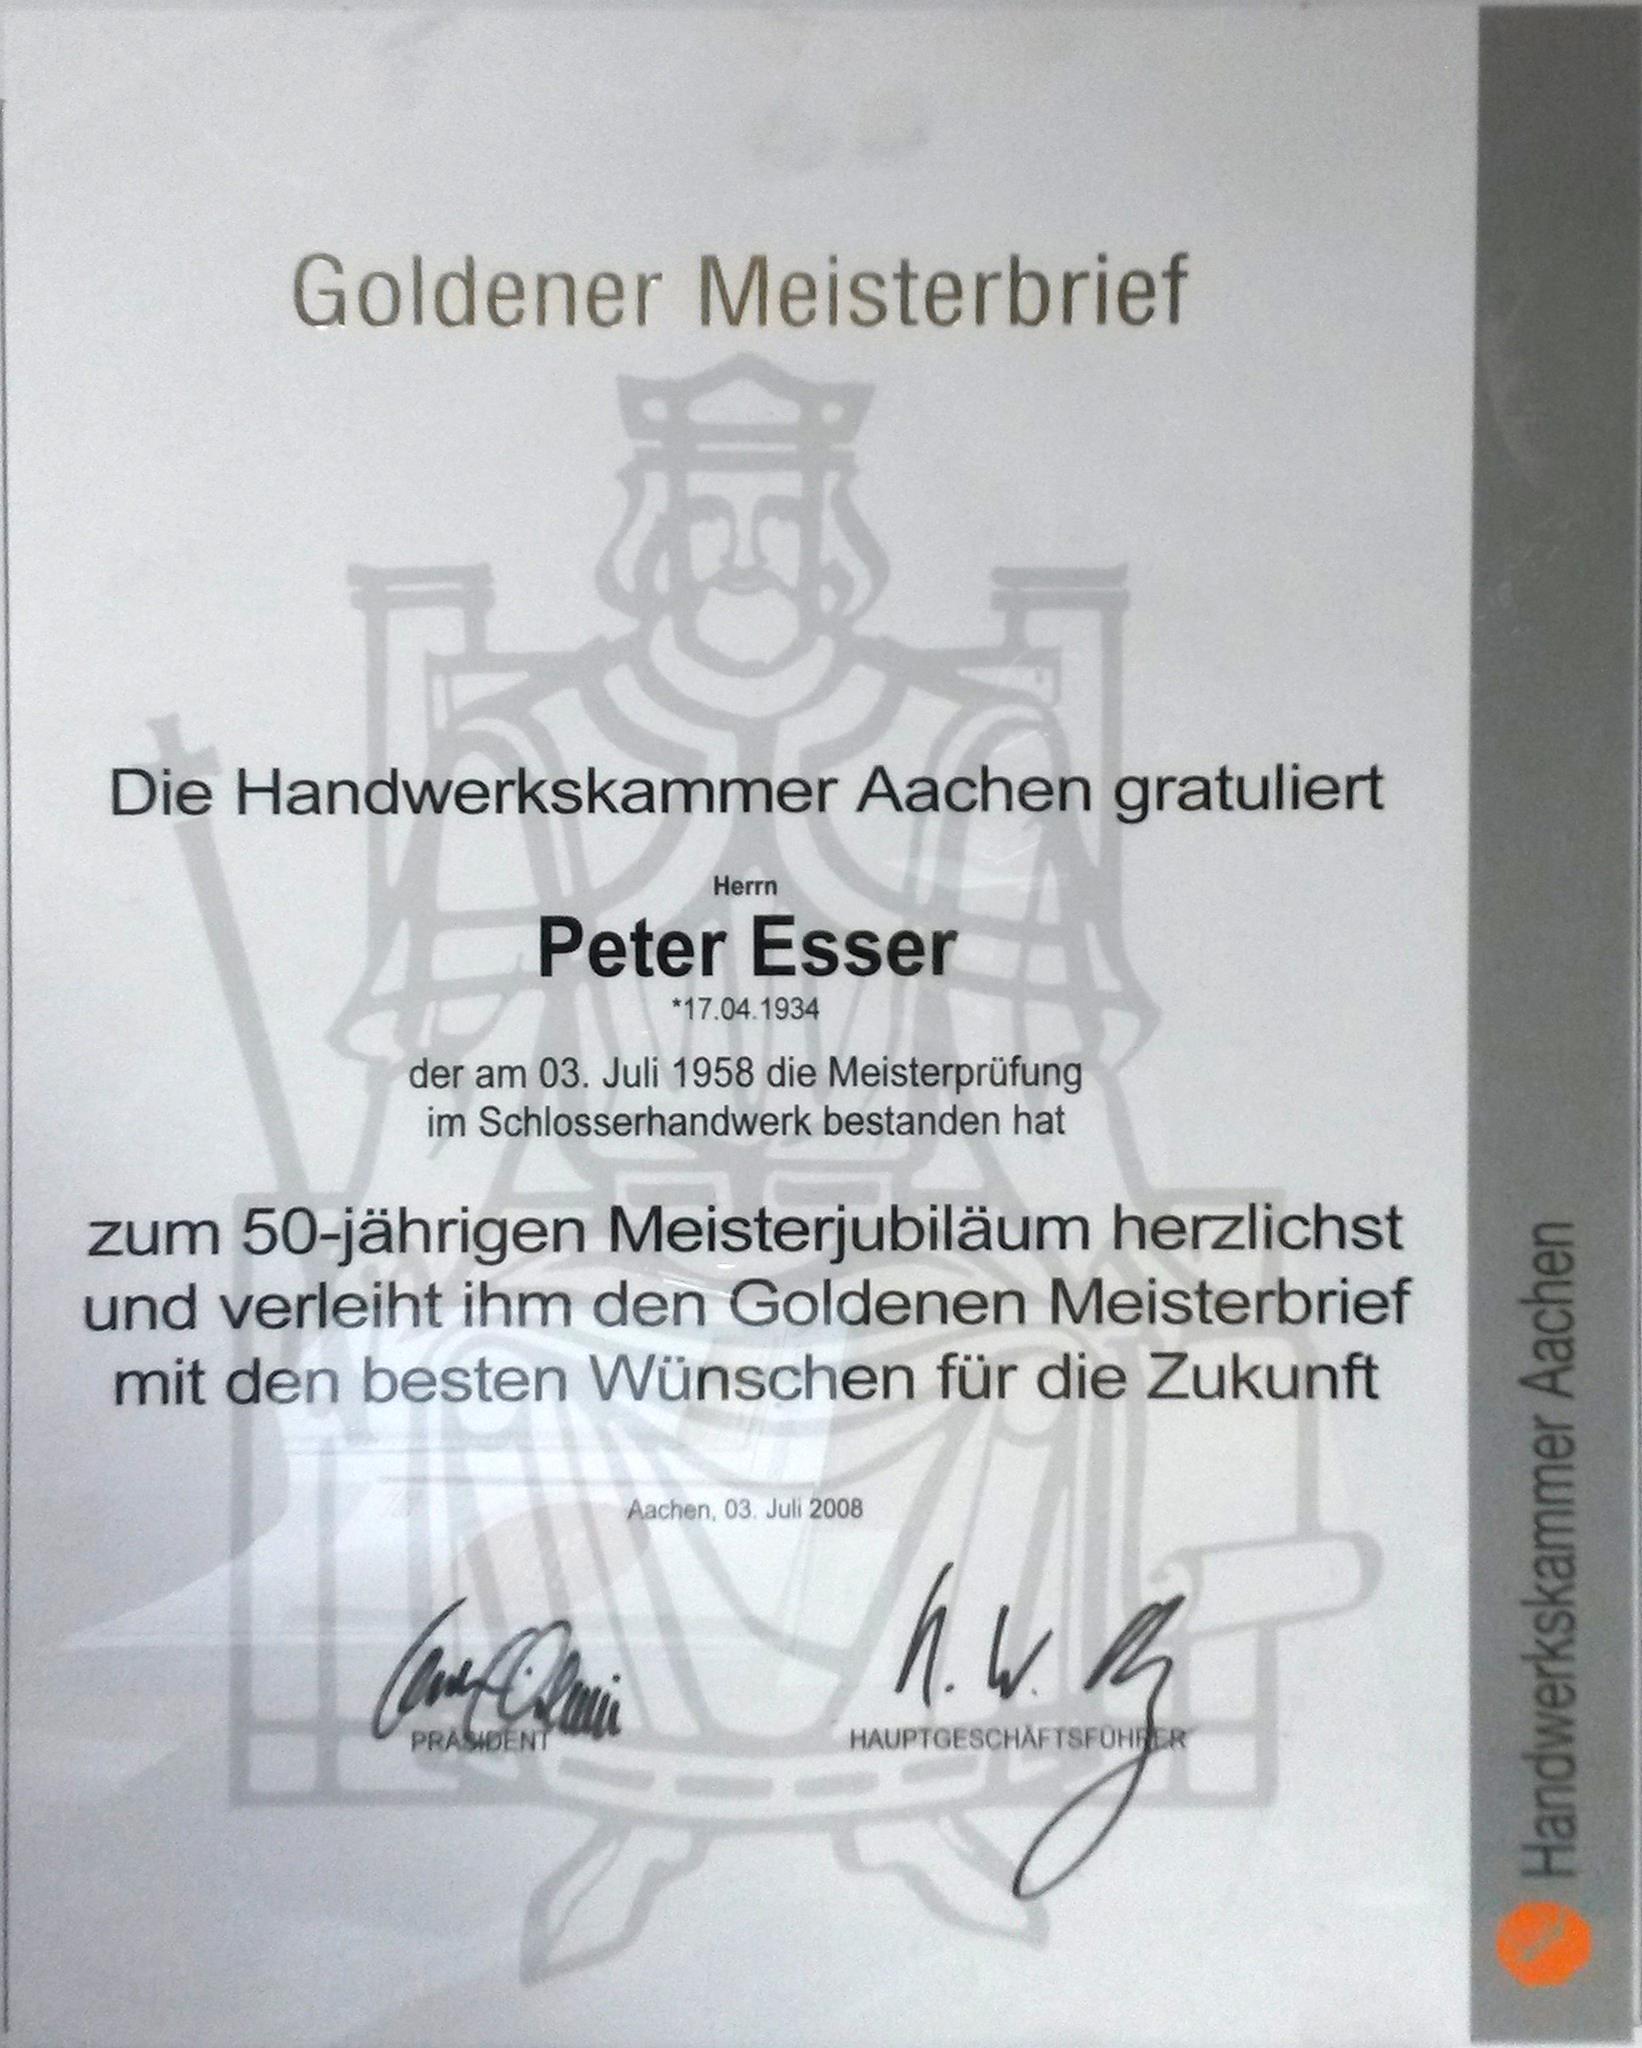 Goldener Meisterbrief
Die Handwerkskammer Aachen gratuliert
Herrn
Peter Esser
*17.04.1934
der am 03. Juli 1958 die Meisterprüfung
im Schlosserhandwerk bestanden hat
zum 50-jährigen Meisterjubiläum herzlichst
und verleiht ihm den Goldenen Meisterbrief
mit den besten Wünschen für die Zukunft
Aachen, 03. Juli 2008
PRÄSIDENT
HAUPTGESCHÄFTSFÜHRER
Handwerkskammer Aachen